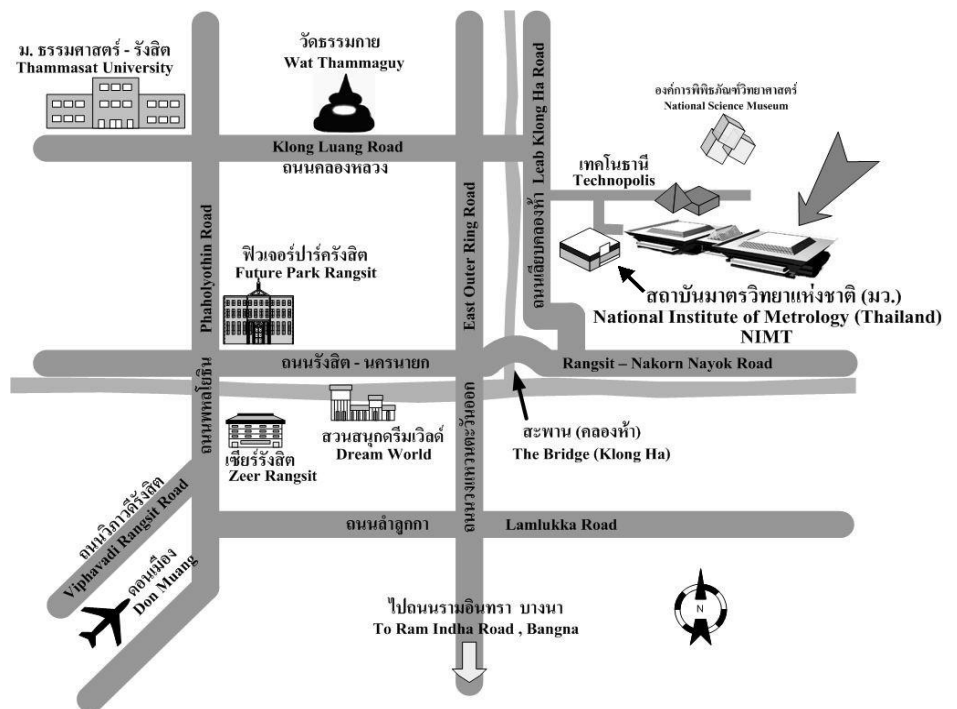 ม. ธรรมศาสตร์ - รังสิต
Thammasat University
วัดธรรมกาย
Wat Thammaguy
องค์การพิพิธภัณฑ์วิทยาศาสตร์
National Science Museum
Klong Luang Road
ถนนคลองหลวง
Leab Klong Ha Road
ถนนเลียบคลองห้า
เทคโนธานี
Technopolis
Phaholyothin Road
ถนนพหลโยธิน
East Outer Ring Road
ถนนวงแหวนตะวันออก
ฟิวเจอร์ปาร์ครังสิต
Future Park Rangsit
สถาบันมาตรวิทยาแห่งชาติ (มว.)
National Institute of Metrology (Thailand)
NIMT
ถนนรังสิต - นครนายก
Rangsit – Nakorn Nayok Road
สวนสนุกดรีมเวิลด์
Dream World
สะพาน (คลองห้า)
The Bridge (Klong Ha)
เซียร์รังสิต
Zeer Rangsit
ถนนวิภาวดีรังสิต
Viphavadi Rangsit Road
ถนนลำลูกกา
Lamlukka Road
ดอนเมือง
Don Muang
ไปถนนรามอินทรา บางนา
To Ram Indha Road , Bangna
N